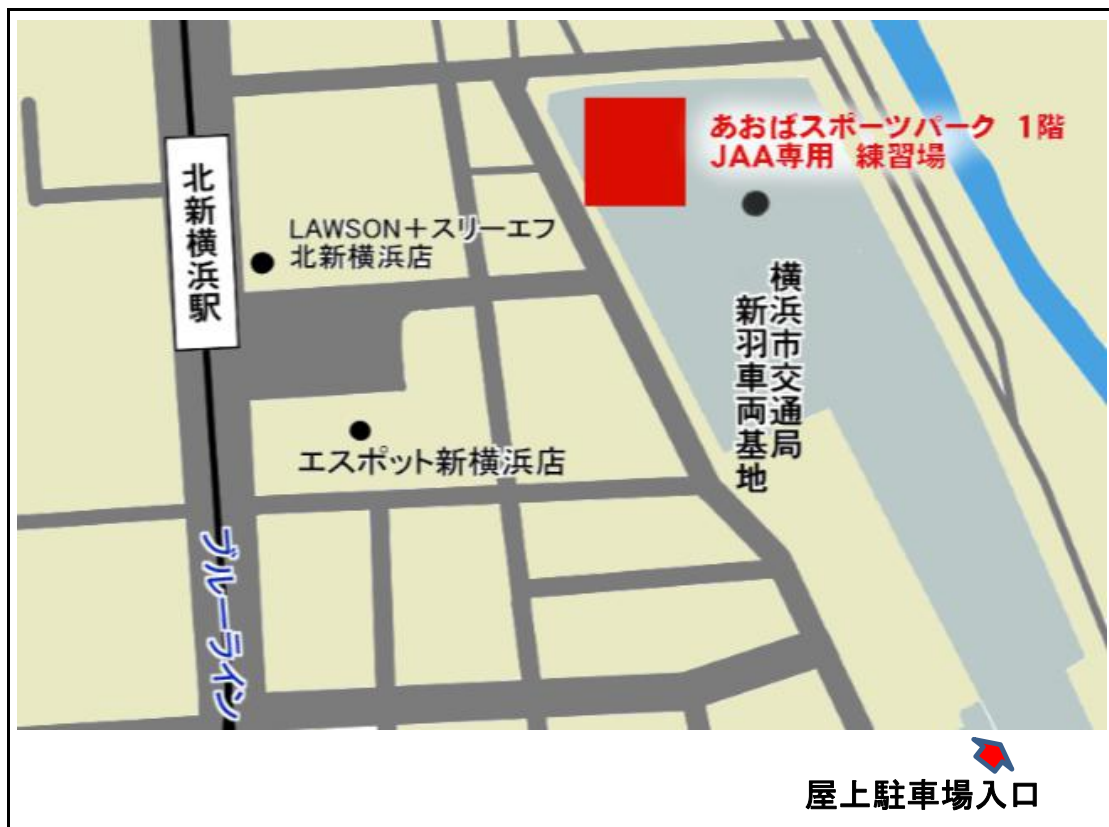 あおばスポーツパーク 1階
JAA専用 練習場
北新横浜駅
LAWSON＋スリーエフ
北新横浜店
横浜市交通局
新羽車両基地
エスポット新横浜店
ブルーライン
屋上駐車場入口